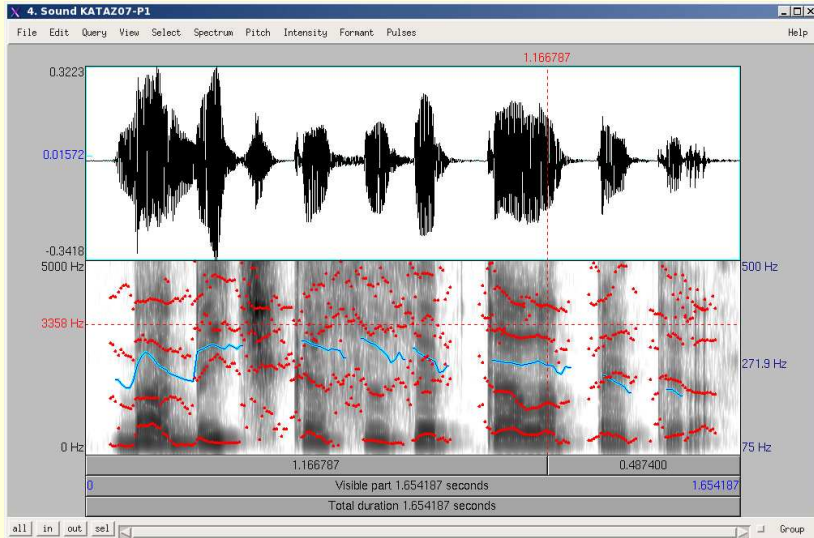 4. Sound KATAZ07-P1
File Edit Query View Select Spectrum Pitch Intensity Formant Pulses Help
1.166787
0.3223
0.01572
-0.3418
5000 Hz 500 Hz
3358 Hz
271.9 Hz
0 Hz 75 Hz
1.166787 0.487400
0 Visible part 1.654187 seconds 1.654187
Total duration 1.654187 seconds
all in out sel Group